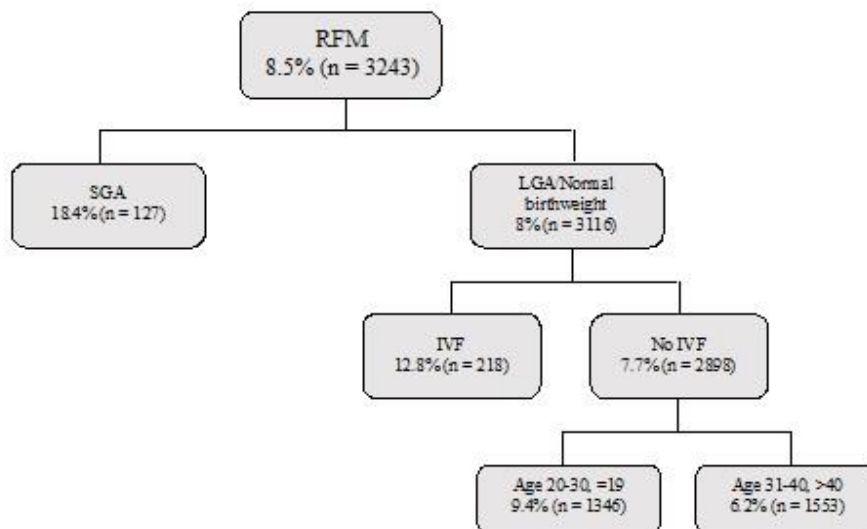 RFM
8.5% (n = 3243)
SGA
18.4% (n = 127)
LGA/Normal
birthweight
8% (n = 3116)
IVF
12.8% (n = 218)
No IVF
7.7% (n = 2898)
Age 20-30, =19
9.4% (n = 1346)
Age 31-40, >40
6.2% (n = 1553)